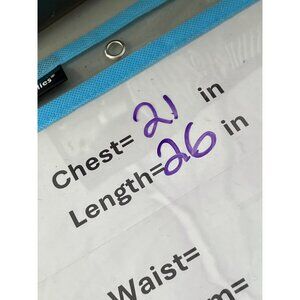 Chest= 21 in
Length= 26 in
Waist=